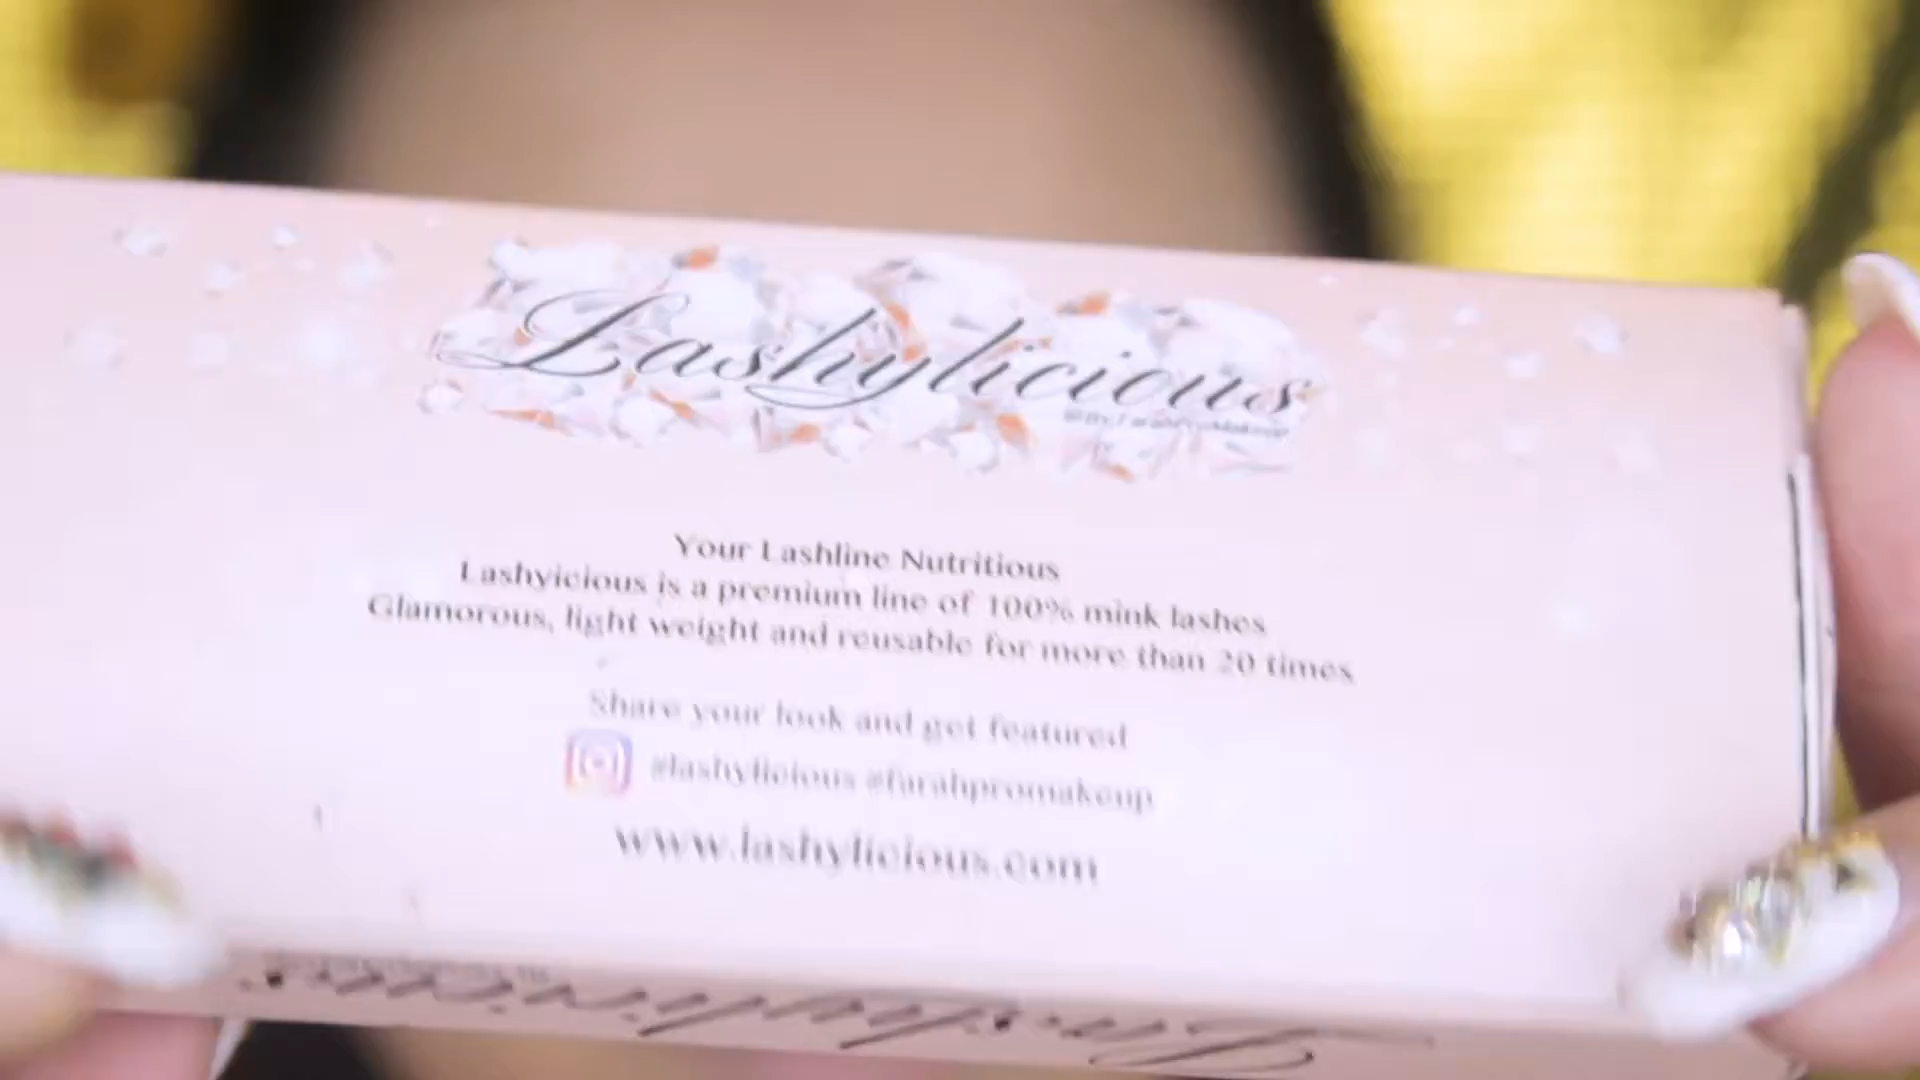 Lashylicious
Your Lashline Nutritious
Lashyicious is a premium line of 100% mink lashes
Glamorous, light weight and reusable for more than 20 times
Share your look and get featured
#lashylicious #farahpromakeup
www.lashylicious.com
Lashylicious